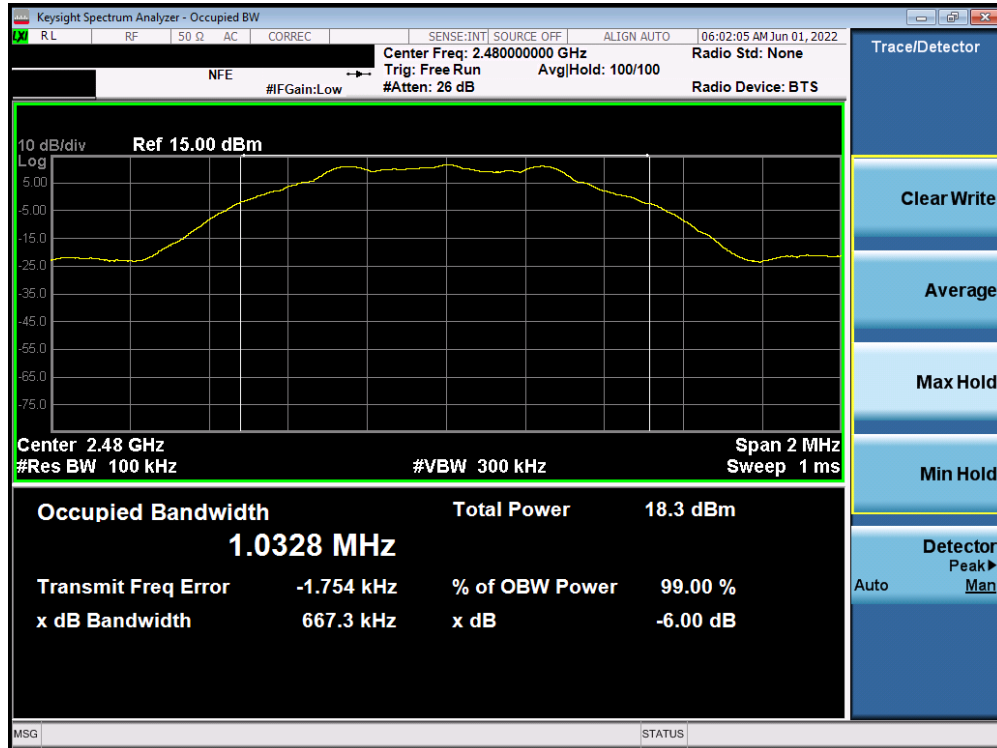 Keysight Spectrum Analyzer - Occupied BW
LXI RL RF 50 Ω AC CORREC SENSE:INT SOURCE OFF ALIGN AUTO 06:02:05 AM Jun 01, 2022
Center Freq: 2.480000000 GHz Radio Std: None
NFE Trig: Free Run Avg|Hold: 100/100
#IFGain:Low #Atten: 26 dB Radio Device: BTS
10 dB/div Ref 15.00 dBm
Log
5.00
-5.00
-15.0
-25.0
-35.0
-45.0
-55.0
-65.0
-75.0
Center 2.48 GHz Span 2 MHz
#Res BW 100 kHz #VBW 300 kHz Sweep 1 ms
Occupied Bandwidth Total Power 18.3 dBm
1.0328 MHz
Transmit Freq Error -1.754 kHz % of OBW Power 99.00 %
x dB Bandwidth 667.3 kHz x dB -6.00 dB
MSG STATUS
Trace/Detector
Clear Write
Average
Max Hold
Min Hold
Detector
Peak▶
Auto Man